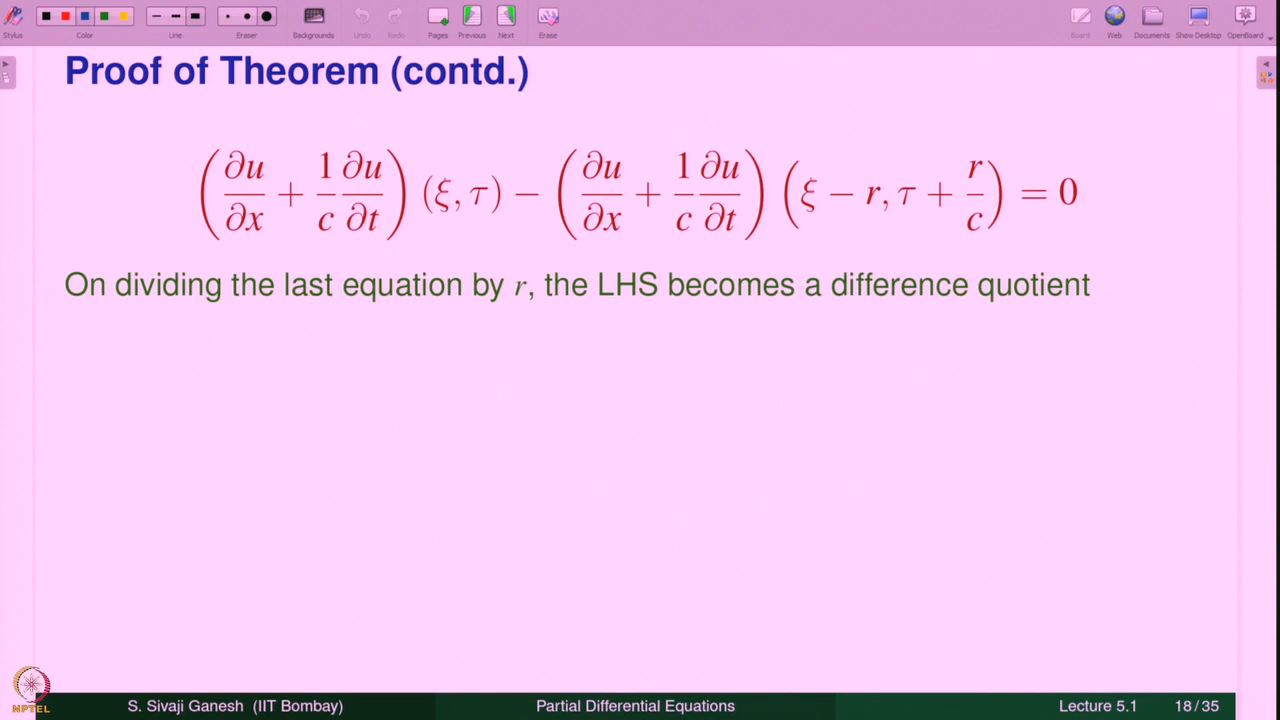 Stylus Color Line Eraser Backgrounds Undo Redo Pages Previous Next Erase Board Web Documents Show Desktop OpenBoard
Proof of Theorem (contd.)
(∂u/∂x + 1/c ∂u/∂t) (ξ, τ) − (∂u/∂x + 1/c ∂u/∂t) (ξ − r, τ + r/c) = 0
On dividing the last equation by r, the LHS becomes a difference quotient
NPTEL
S. Sivaji Ganesh (IIT Bombay) Partial Differential Equations Lecture 5.1 18 / 35